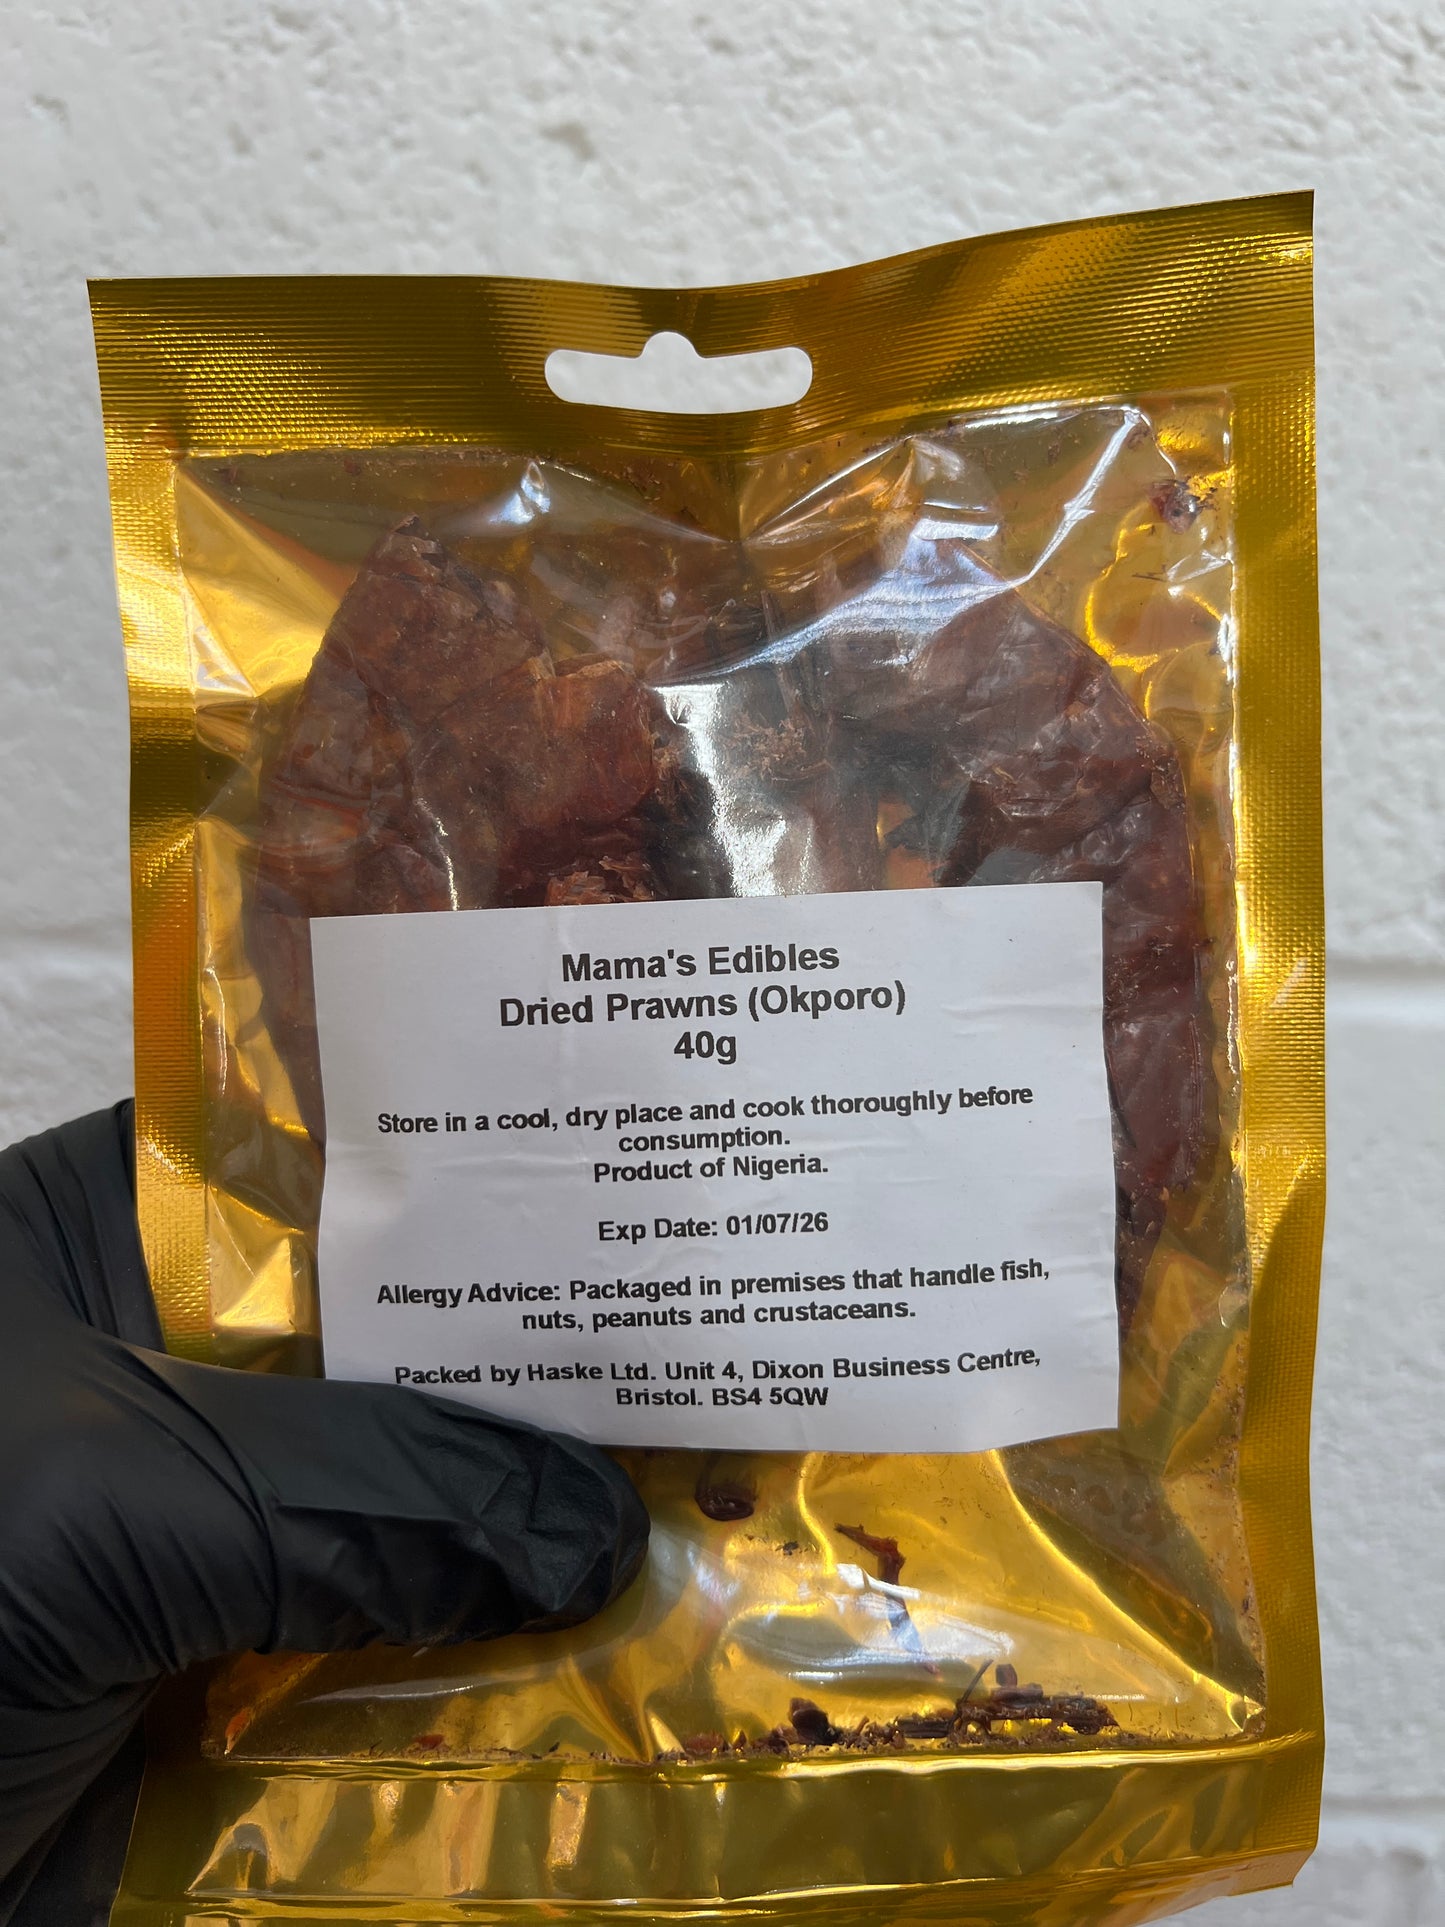 Mama's Edibles
Dried Prawns (Okporo)
40g
Store in a cool, dry place and cook thoroughly before
consumption.
Product of Nigeria.
Exp Date: 01/07/26
Allergy Advice: Packaged in premises that handle fish,
nuts, peanuts and crustaceans.
Packed by Haske Ltd. Unit 4, Dixon Business Centre,
Bristol. BS4 5QW